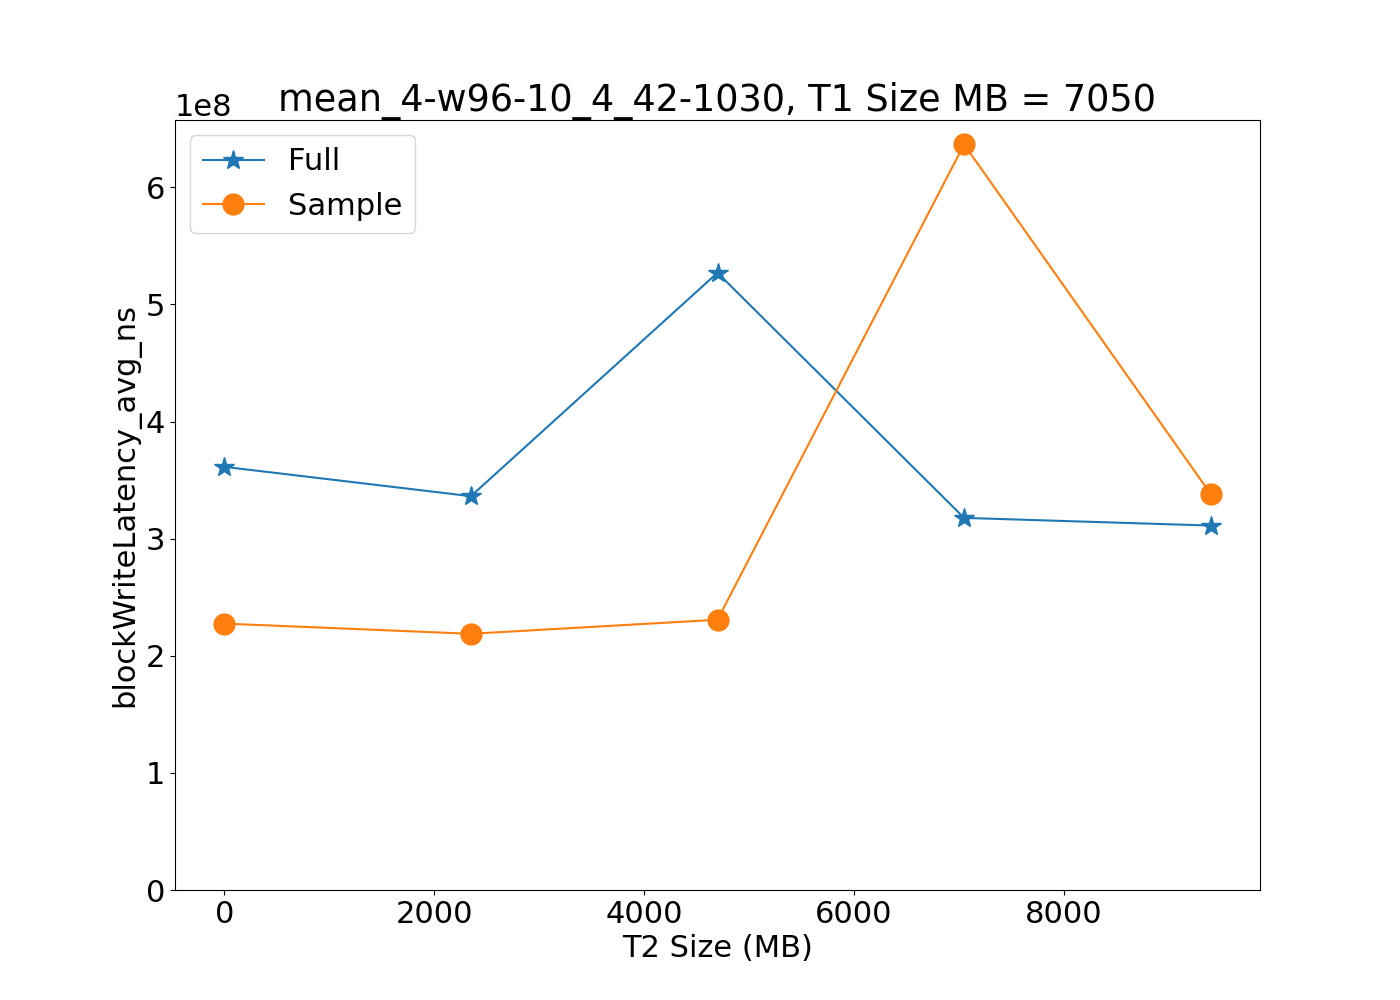 1e8
mean_4-w96-10_4_42-1030, T1 Size MB = 7050
Full
Sample
blockWriteLatency_avg_ns
6
5
4
3
2
1
0
0 2000 4000 6000 8000
T2 Size (MB)